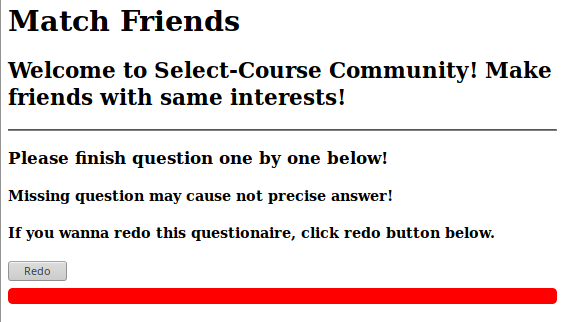 Match Friends
Welcome to Select-Course Community! Make
friends with same interests!
Please finish question one by one below!
Missing question may cause not precise answer!
If you wanna redo this questionaire, click redo button below.
Redo